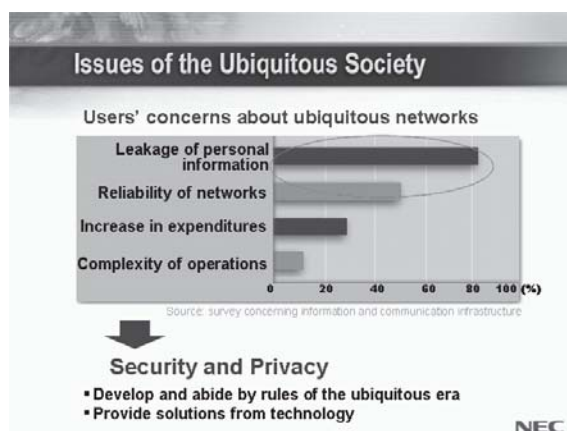 Issues of the Ubiquitous Society
Users' concerns about ubiquitous networks
Leakage of personal
information
Reliability of networks
Increase in expenditures
Complexity of operations
0 20 40 60 80 100 (%)
Source: survey concerning information and communication infrastructure
Security and Privacy
▪ Develop and abide by rules of the ubiquitous era
▪ Provide solutions from technology
NEC